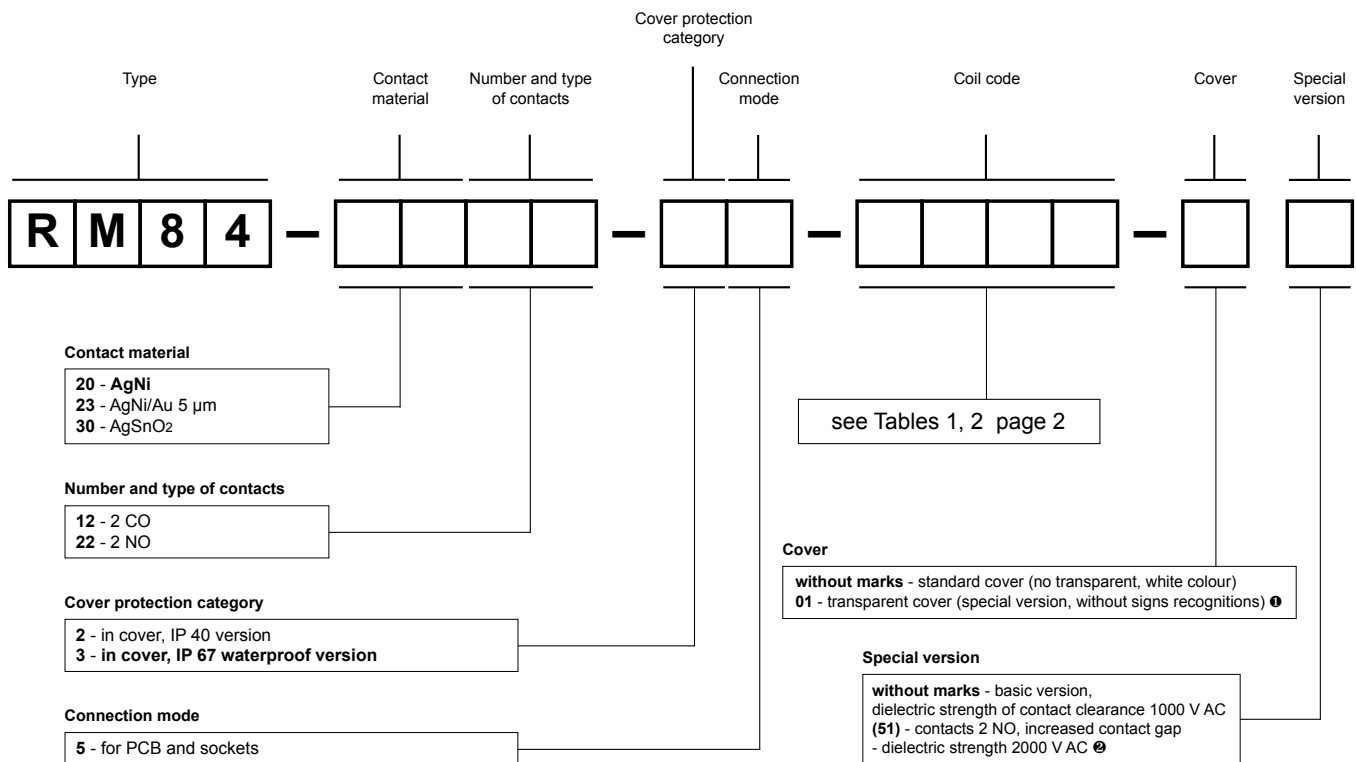 Cover protection
category
Type
Contact
material
Number and type
of contacts
Connection
mode
Coil code
Cover
Special
version
R M 8 4 – – – –
Contact material
20 - AgNi
23 - AgNi/Au 5 µm
30 - AgSnO2
see Tables 1, 2 page 2
Number and type of contacts
12 - 2 CO
22 - 2 NO
Cover
without marks - standard cover (no transparent, white colour)
01 - transparent cover (special version, without signs recognitions) ❶
Cover protection category
2 - in cover, IP 40 version
3 - in cover, IP 67 waterproof version
Special version
without marks - basic version,
dielectric strength of contact clearance 1000 V AC
(51) - contacts 2 NO, increased contact gap
- dielectric strength 2000 V AC ❷
Connection mode
5 - for PCB and sockets